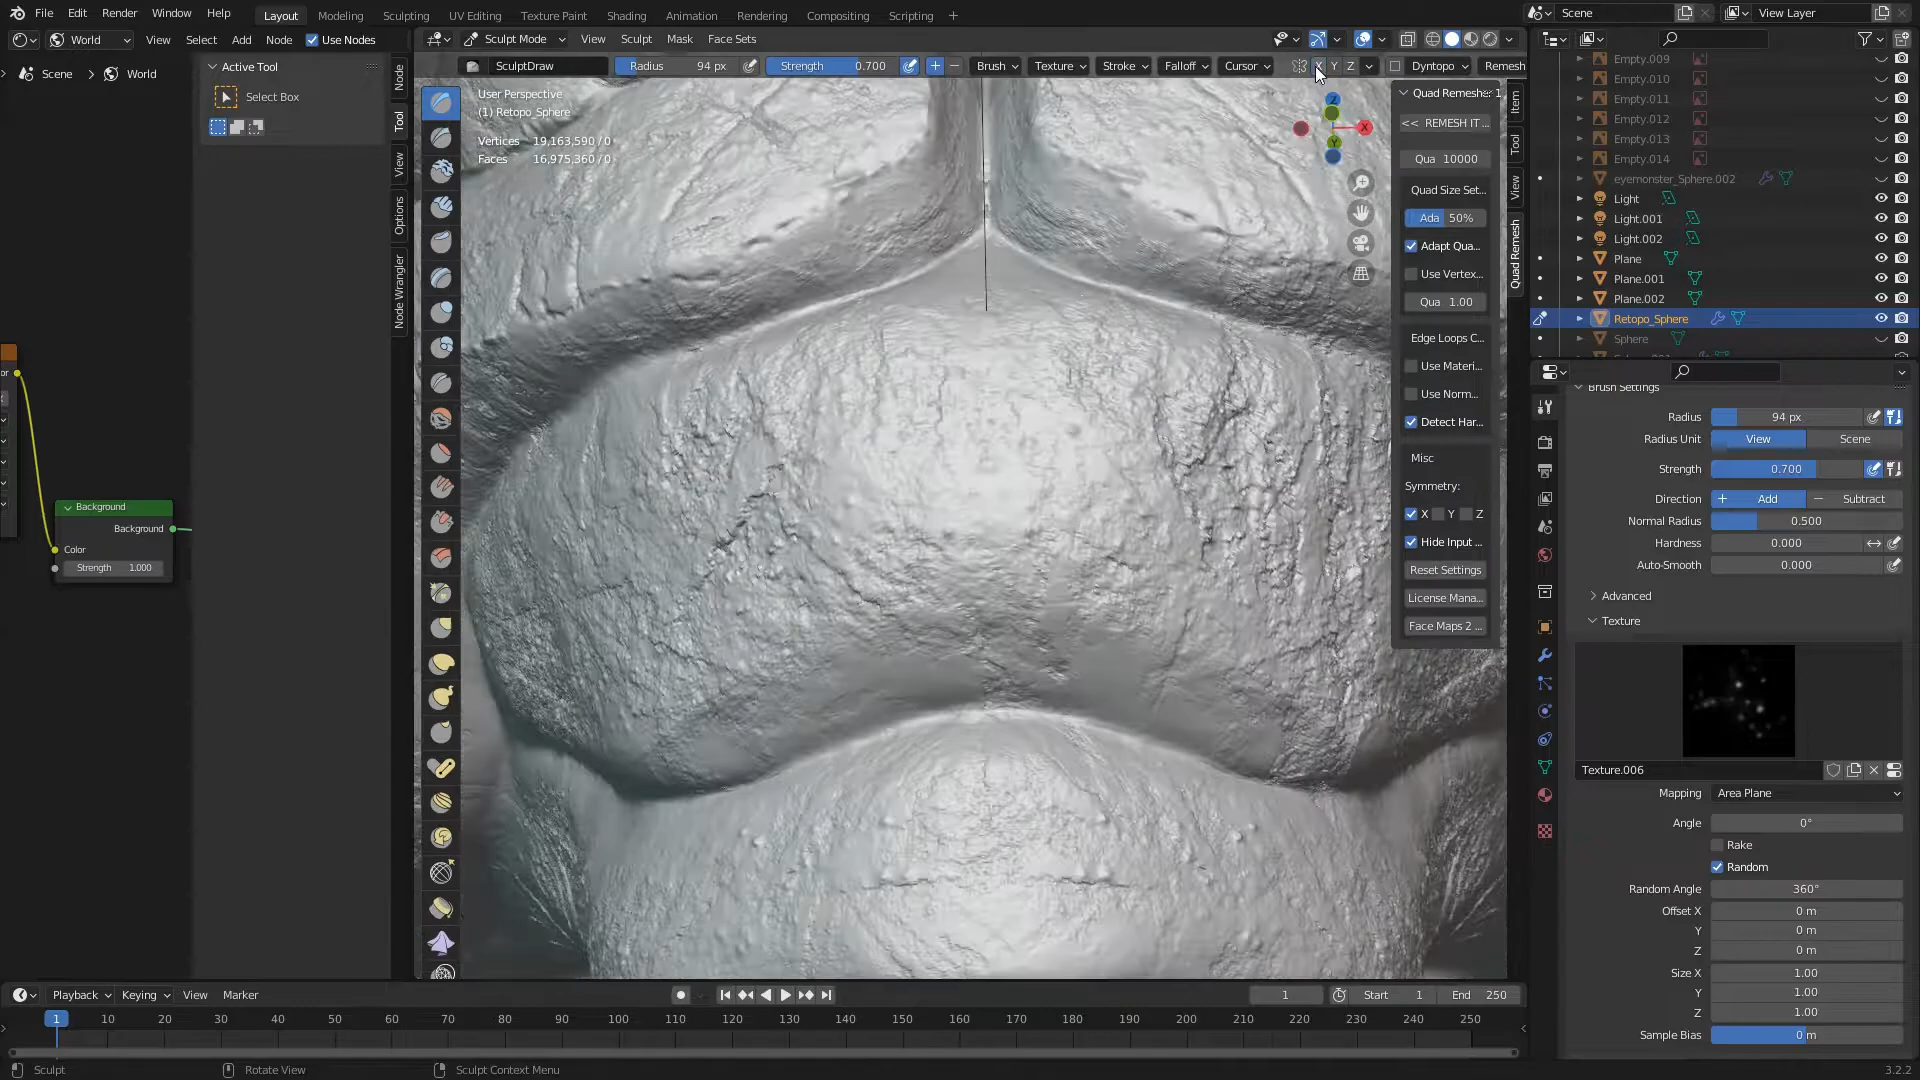 File Edit Render Window Help
Layout Modeling Sculpting UV Editing Texture Paint Shading Animation Rendering Compositing Scripting +
Scene
View Layer
World View Select Add Node Use Nodes
Sculpt Mode View Sculpt Mask Face Sets
SculptDraw Radius 94 px Strength 0.700 Brush Texture Stroke Falloff Cursor X Y Z Dyntopo Remesh
Scene > World
Active Tool
Select Box
Node
Tool
View
Options
Node Wrangler
Background
Background
Color
Strength 1.000
User Perspective
(1) Retopo_Sphere
Vertices 19,163,590 / 0
Faces 16,975,360 / 0
Z
X
Y
Quad Remesher 1.
<< REMESH IT...
Qua 10000
Quad Size Set...
Ada 50%
Adapt Qua...
Use Vertex...
Qua 1.00
Edge Loops C...
Use Materi...
Use Norm...
Detect Har...
Misc
Symmetry:
X Y Z
Hide Input ...
Reset Settings
License Mana...
Face Maps 2 ...
Item
Tool
View
Quad Remesh
Empty.009
Empty.010
Empty.011
Empty.012
Empty.013
Empty.014
eyemonster_Sphere.002
Light
Light.001
Light.002
Plane
Plane.001
Plane.002
Retopo_Sphere
Sphere
Brush Settings
Radius 94 px
Radius Unit View Scene
Strength 0.700
Direction + Add − Subtract
Normal Radius 0.500
Hardness 0.000
Auto-Smooth 0.000
Advanced
Texture
Texture.006
Mapping Area Plane
Angle 0°
Rake
Random
Random Angle 360°
Offset X 0 m
Y 0 m
Z 0 m
Size X 1.00
Y 1.00
Z 1.00
Sample Bias 0 m
Playback Keying View Marker
1 Start 1 End 250
1 10 20 30 40 50 60 70 80 90 100 110 120 130 140 150 160 170 180 190 200 210 220 230 240 250
Sculpt Rotate View Sculpt Context Menu 3.2.2